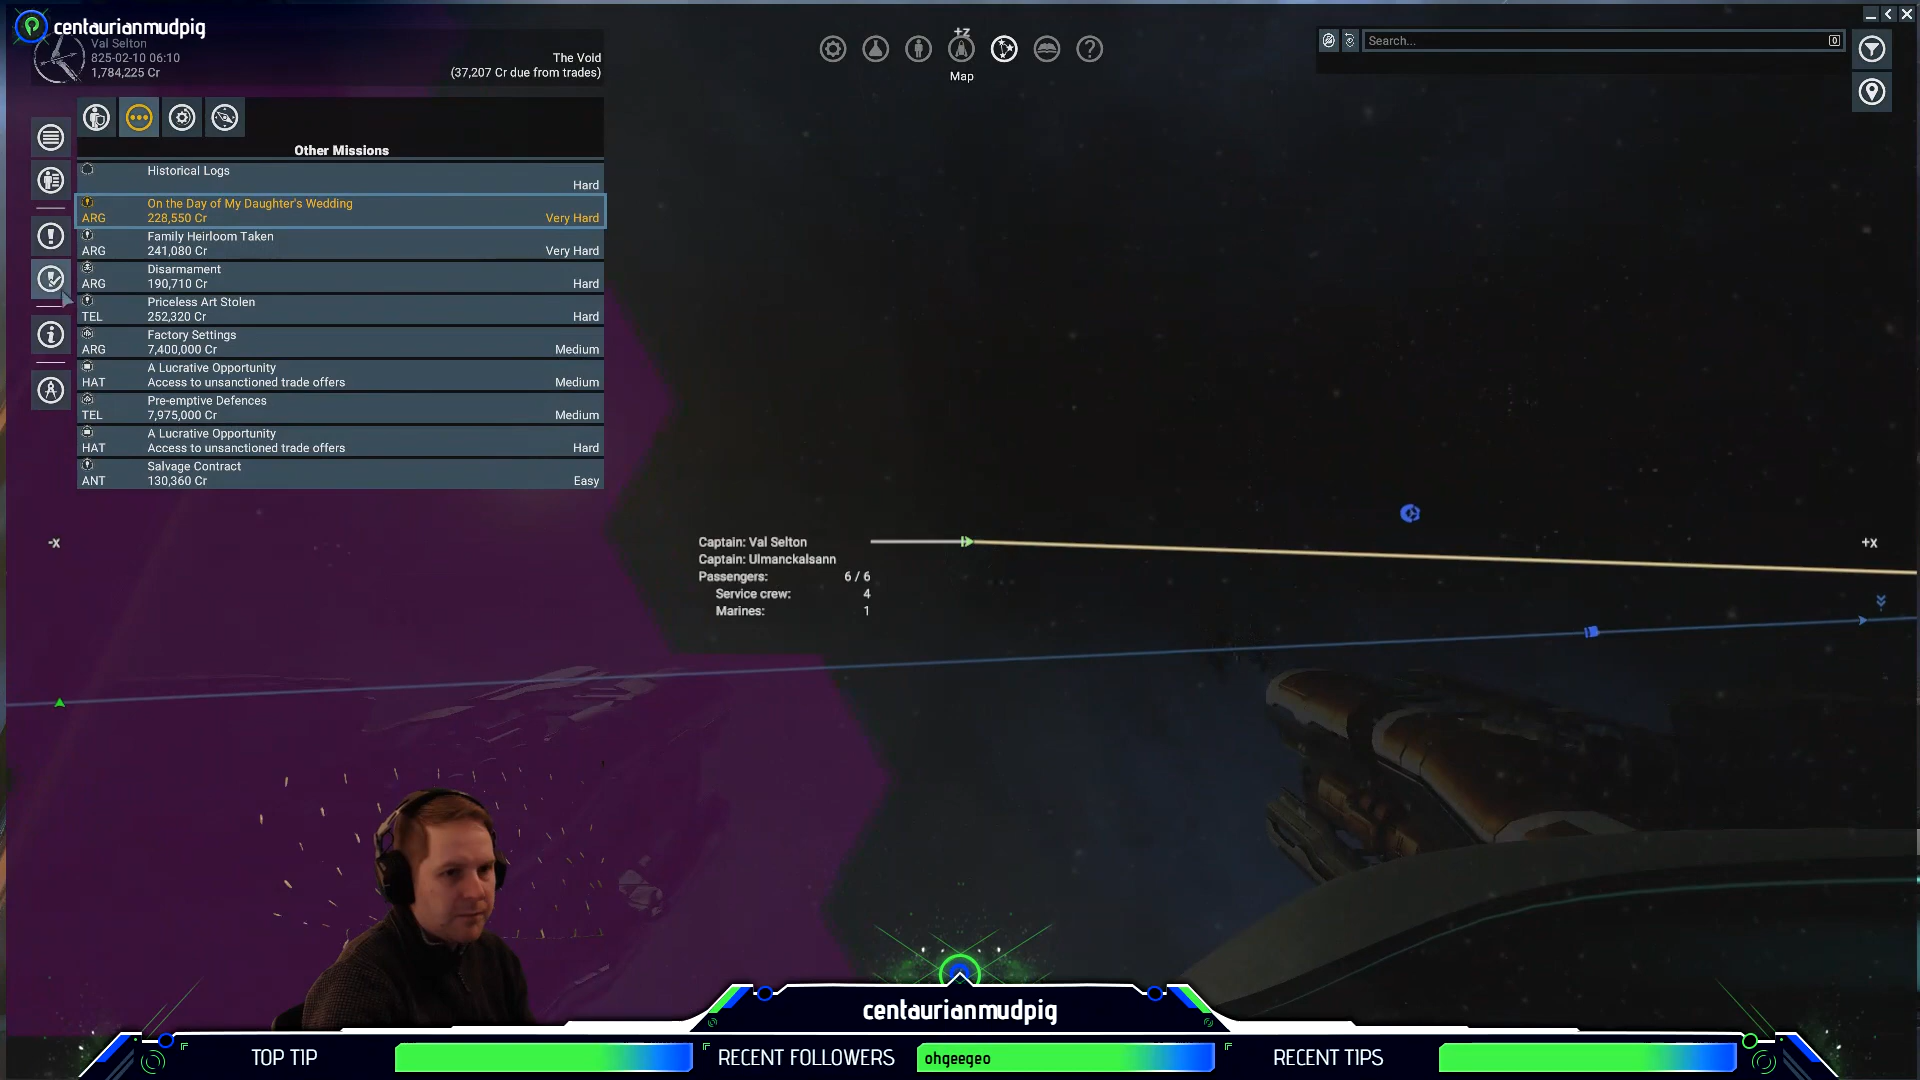 centaurianmudpig
Val Selton
825-02-10 06:10
1,784,225 Cr
The Void
(37,207 Cr due from trades)
+Z
Map
Search...
0
Other Missions
Historical Logs
Hard
On the Day of My Daughter's Wedding
ARG 228,550 Cr Very Hard
Family Heirloom Taken
ARG 241,080 Cr Very Hard
Disarmament
ARG 190,710 Cr Hard
Priceless Art Stolen
TEL 252,320 Cr Hard
Factory Settings
ARG 7,400,000 Cr Medium
A Lucrative Opportunity
HAT Access to unsanctioned trade offers Medium
Pre-emptive Defences
TEL 7,975,000 Cr Medium
A Lucrative Opportunity
HAT Access to unsanctioned trade offers Hard
Salvage Contract
ANT 130,360 Cr Easy
-X
+X
Captain: Val Selton
Captain: Ulmanckalsann
Passengers: 6 / 6
Service crew: 4
Marines: 1
centaurianmudpig
TOP TIP
RECENT FOLLOWERS
ohgeegeo
RECENT TIPS